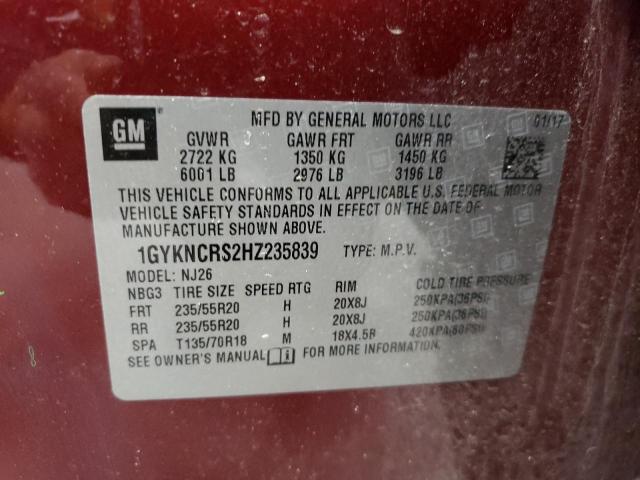 GM
MFD BY GENERAL MOTORS LLC 01/17
GVWR GAWR FRT GAWR RR
2722 KG 1350 KG 1450 KG
6001 LB 2976 LB 3196 LB
THIS VEHICLE CONFORMS TO ALL APPLICABLE U.S. FEDERAL MOTOR
VEHICLE SAFETY STANDARDS IN EFFECT ON THE DATE OF
MANUFACTURE SHOWN ABOVE.
1GYKNCRS2HZ235839 TYPE: M.P.V.
MODEL: NJ26
NBG3 TIRE SIZE SPEED RTG RIM COLD TIRE PRESSURE
FRT 235/55R20 H 20X8J 250KPA(36PSI)
RR 235/55R20 H 20X8J 250KPA(36PSI)
SPA T135/70R18 M 18X4.5B 420KPA(60PSI)
SEE OWNER'S MANUAL FOR MORE INFORMATION.